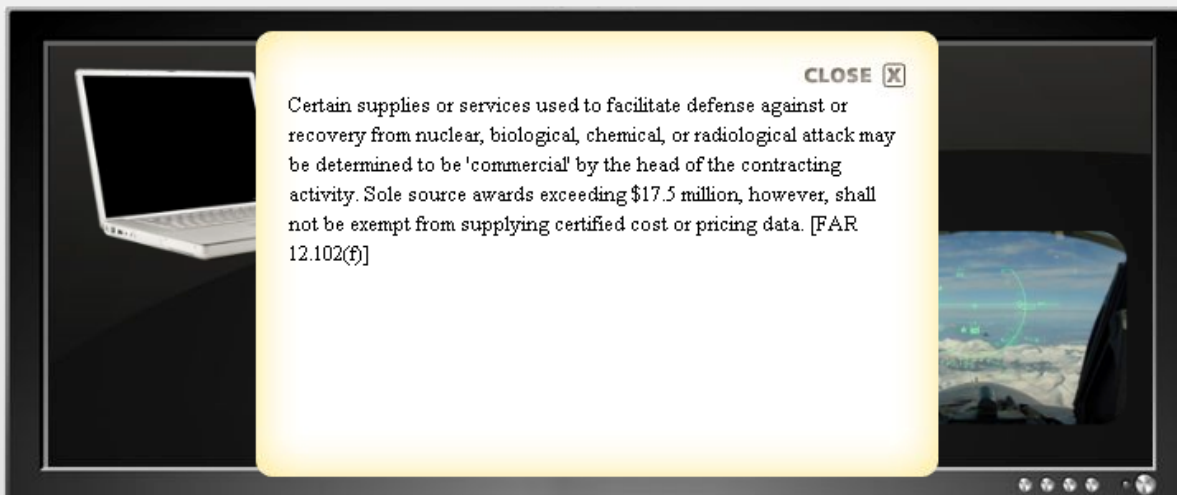 CLOSE X
Certain supplies or services used to facilitate defense against or
recovery from nuclear, biological, chemical, or radiological attack may
be determined to be 'commercial' by the head of the contracting
activity. Sole source awards exceeding $17.5 million, however, shall
not be exempt from supplying certified cost or pricing data. [FAR
12.102(f)]